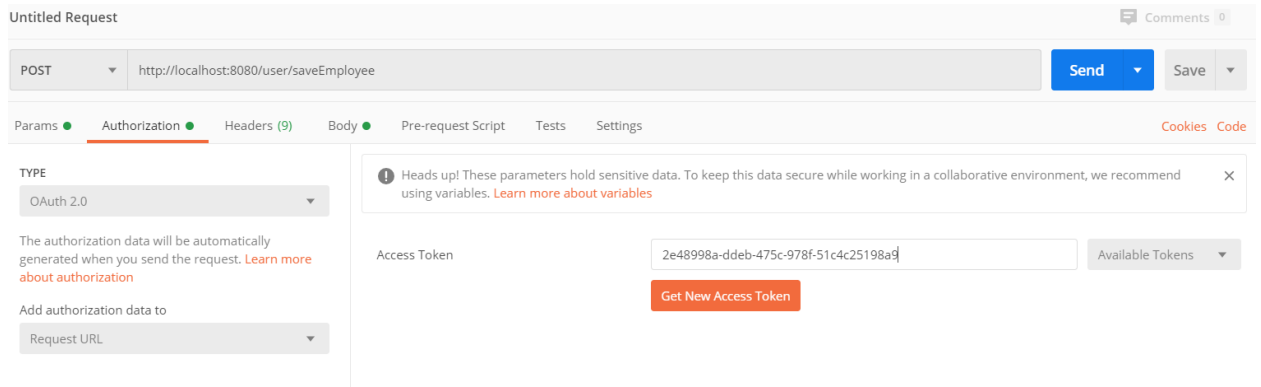 Untitled Request
Comments 0
POST
http://localhost:8080/user/saveEmployee
Send
Save
Params
Authorization
Headers (9)
Body
Pre-request Script
Tests
Settings
Cookies Code
TYPE
OAuth 2.0
The authorization data will be automatically
generated when you send the request. Learn more
about authorization
Add authorization data to
Request URL
Heads up! These parameters hold sensitive data. To keep this data secure while working in a collaborative environment, we recommend
using variables. Learn more about variables
Access Token
2e48998a-ddeb-475c-978f-51c4c25198a9
Available Tokens
Get New Access Token